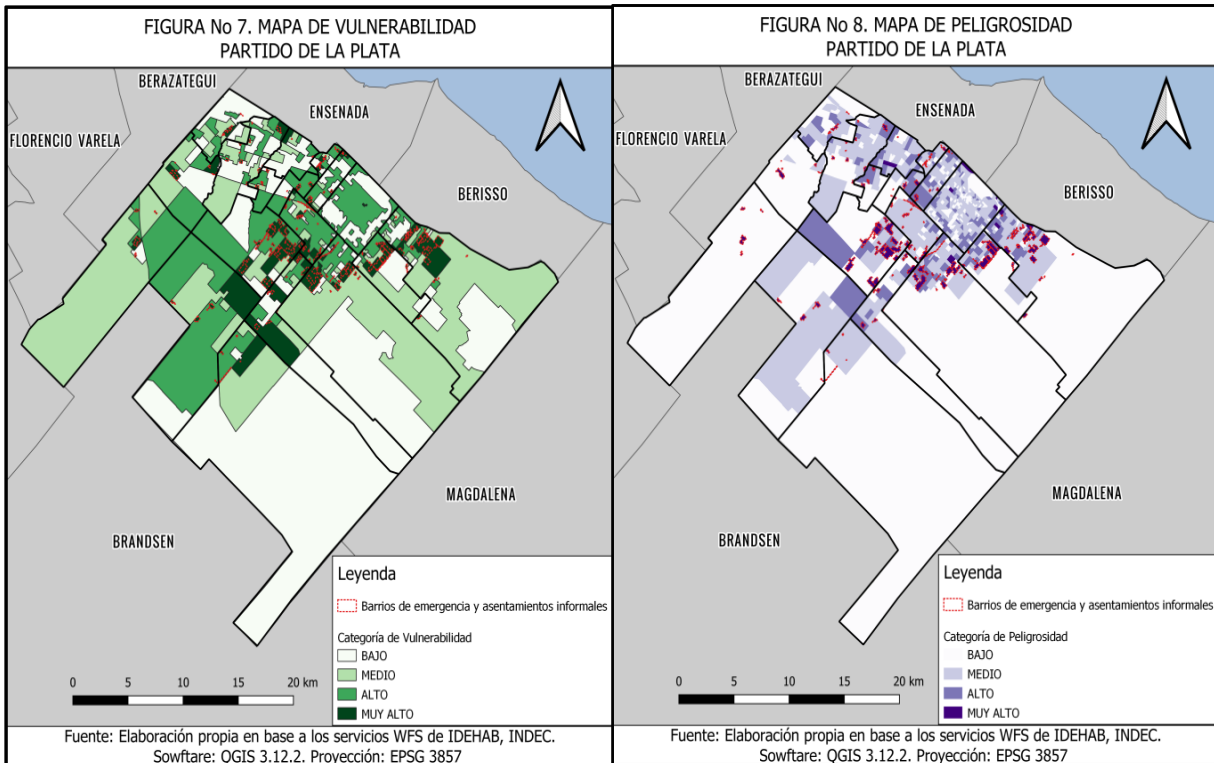 FIGURA No 7. MAPA DE VULNERABILIDAD
PARTIDO DE LA PLATA
BERAZATEGUI
ENSENADA
FLORENCIO VARELA
BERISSO
MAGDALENA
BRANDSEN
Leyenda
Barrios de emergencia y asentamientos informales
Categoría de Vulnerabilidad
BAJO
MEDIO
ALTO
MUY ALTO
0 5 10 15 20 km
Fuente: Elaboración propia en base a los servicios WFS de IDEHAB, INDEC.
Sowftare: QGIS 3.12.2. Proyección: EPSG 3857
FIGURA No 8. MAPA DE PELIGROSIDAD
PARTIDO DE LA PLATA
BERAZATEGUI
ENSENADA
FLORENCIO VARELA
BERISSO
MAGDALENA
BRANDSEN
Leyenda
Barrios de emergencia y asentamientos informales
Categoría de Peligrosidad
BAJO
MEDIO
ALTO
MUY ALTO
0 5 10 15 20 km
Fuente: Elaboración propia en base a los servicios WFS de IDEHAB, INDEC.
Sowftare: QGIS 3.12.2. Proyección: EPSG 3857